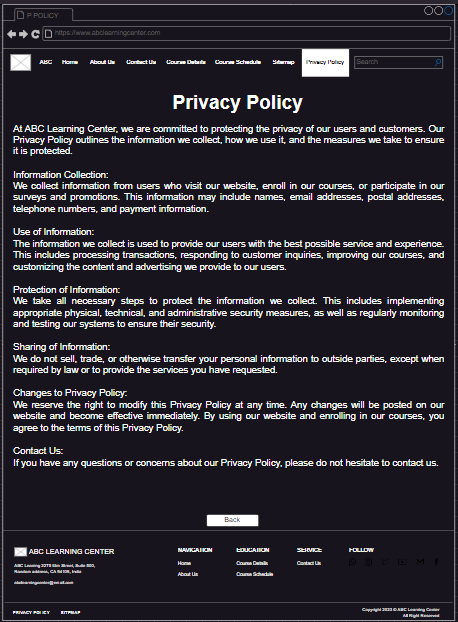 P POLICY
https://www.abclearningcenter.com
ABC Home About Us Contact Us Course Details Course Schedule Sitemap Privacy Policy Search
Privacy Policy
At ABC Learning Center, we are committed to protecting the privacy of our users and customers. Our
Privacy Policy outlines the information we collect, how we use it, and the measures we take to ensure
it is protected.
Information Collection:
We collect information from users who visit our website, enroll in our courses, or participate in our
surveys and promotions. This information may include names, email addresses, postal addresses,
telephone numbers, and payment information.
Use of Information:
The information we collect is used to provide our users with the best possible service and experience.
This includes processing transactions, responding to customer inquiries, improving our courses, and
customizing the content and advertising we provide to our users.
Protection of Information:
We take all necessary steps to protect the information we collect. This includes implementing
appropriate physical, technical, and administrative security measures, as well as regularly monitoring
and testing our systems to ensure their security.
Sharing of Information:
We do not sell, trade, or otherwise transfer your personal information to outside parties, except when
required by law or to provide the services you have requested.
Changes to Privacy Policy:
We reserve the right to modify this Privacy Policy at any time. Any changes will be posted on our
website and become effective immediately. By using our website and enrolling in our courses, you
agree to the terms of this Privacy Policy.
Contact Us:
If you have any questions or concerns about our Privacy Policy, please do not hesitate to contact us.
Back
ABC LEARNING CENTER NAVIGATION EDUCATION SERVICE FOLLOW
Home Course Details Contact Us
About Us Course Schedule
ABC Learning Suite
Random address, CA India
PRIVACY POLICY SITEMAP
Copyright ABC Learning Center
All Right Reserved